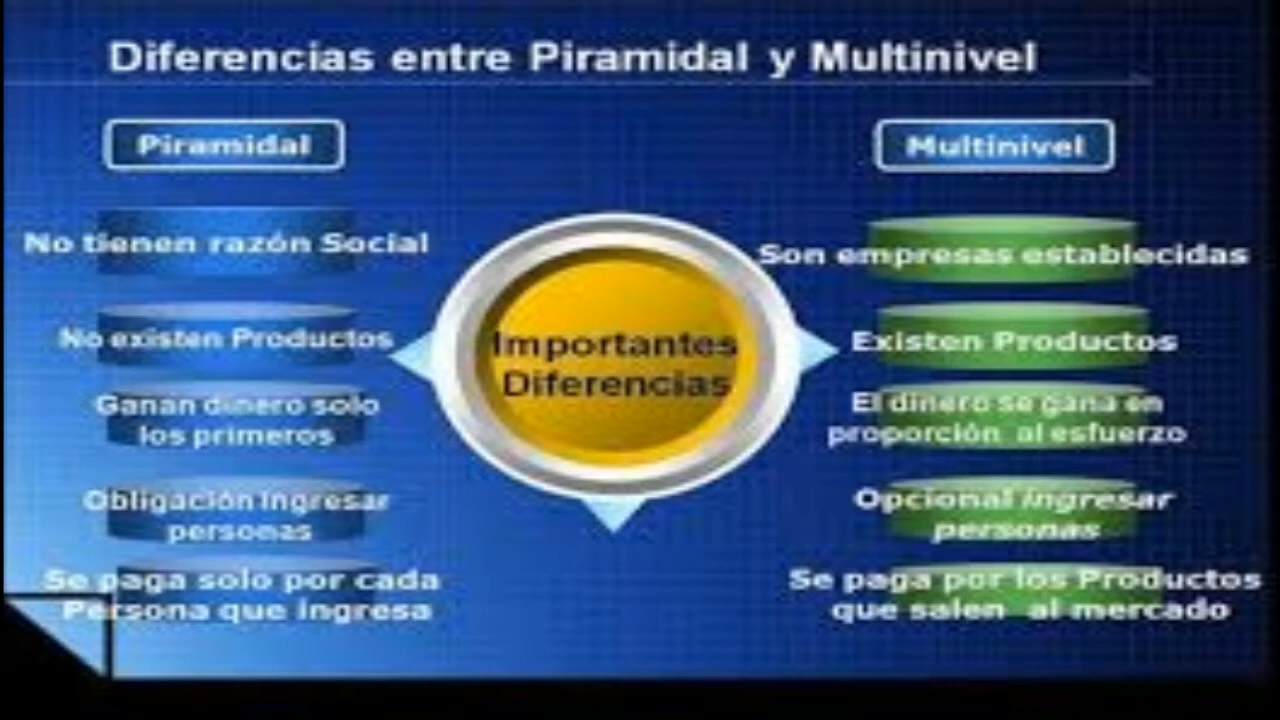 Diferencias entre Piramidal y Multinivel
Piramidal
No tienen razón Social
No existen Productos
Ganan dinero solo
los primeros
Obligación ingresar
personas
Se paga solo por cada
Persona que ingresa
Importantes
Diferencias
Multinivel
Son empresas establecidas
Existen Productos
El dinero se gana en
proporción al esfuerzo
Opcional ingresar
personas
Se paga por los Productos
que salen al mercado